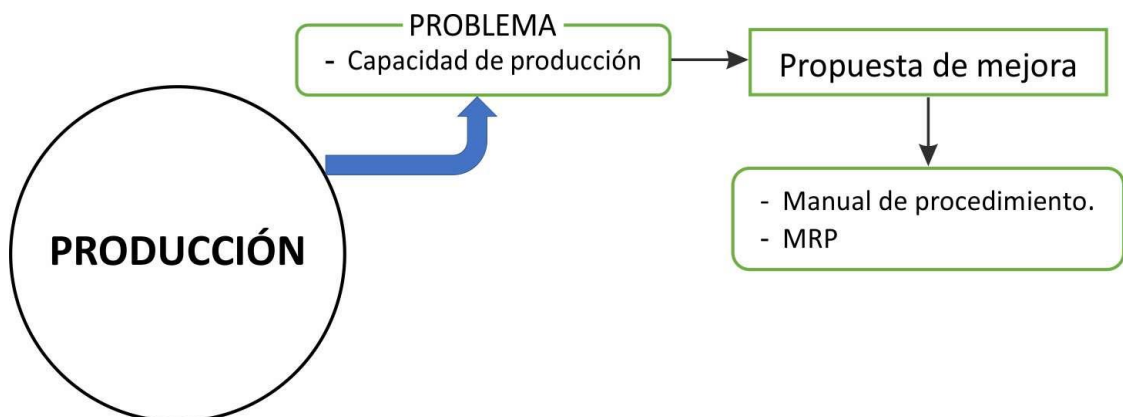 PROBLEMA
- Capacidad de producción
Propuesta de mejora
PRODUCCIÓN
- Manual de procedimiento.
- MRP